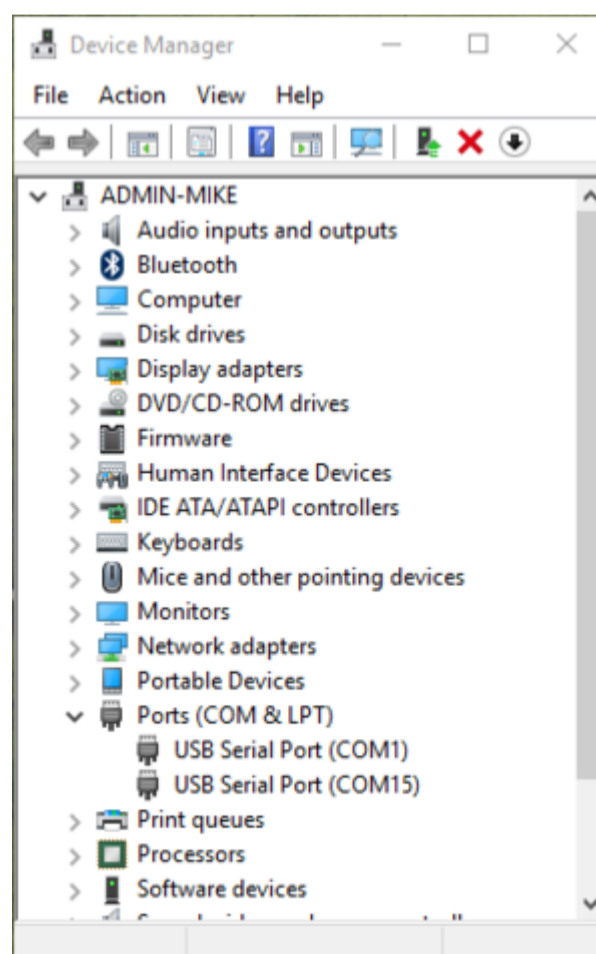 Device Manager
File Action View Help
ADMIN-MIKE
Audio inputs and outputs
Bluetooth
Computer
Disk drives
Display adapters
DVD/CD-ROM drives
Firmware
Human Interface Devices
IDE ATA/ATAPI controllers
Keyboards
Mice and other pointing devices
Monitors
Network adapters
Portable Devices
Ports (COM & LPT)
USB Serial Port (COM1)
USB Serial Port (COM15)
Print queues
Processors
Software devices